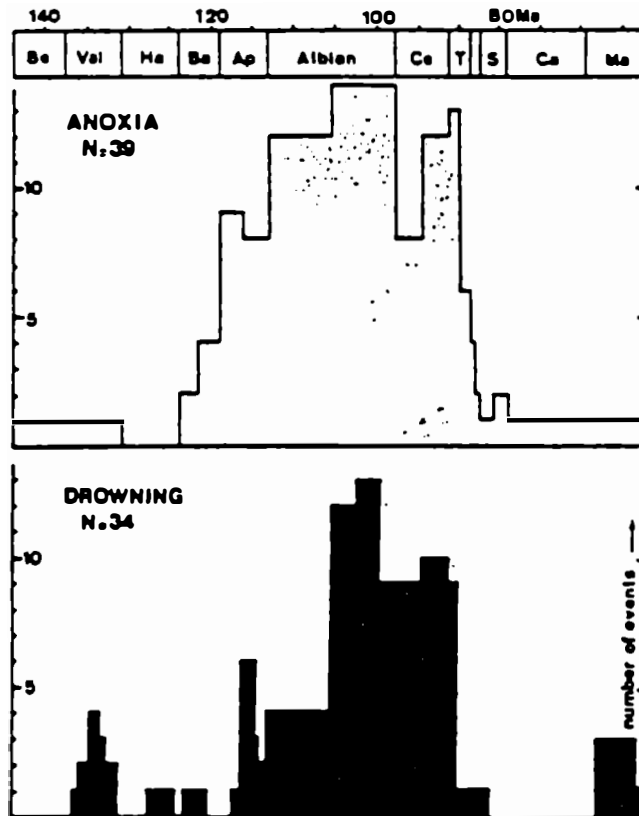 140 120 100 80Ma
Be Val Ha Ba Ap Albian Ce T S Ca Ma
ANOXIA
N=39
10
5
DROWNING
N=34
10
5
number of events